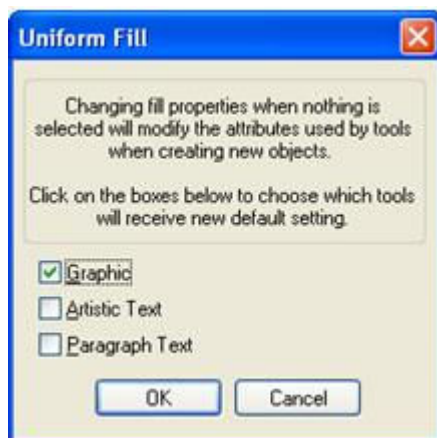 Uniform Fill
Changing fill properties when nothing is
selected will modify the attributes used by tools
when creating new objects.
Click on the boxes below to choose which tools
will receive new default setting.
Graphic
Artistic Text
Paragraph Text
OK Cancel